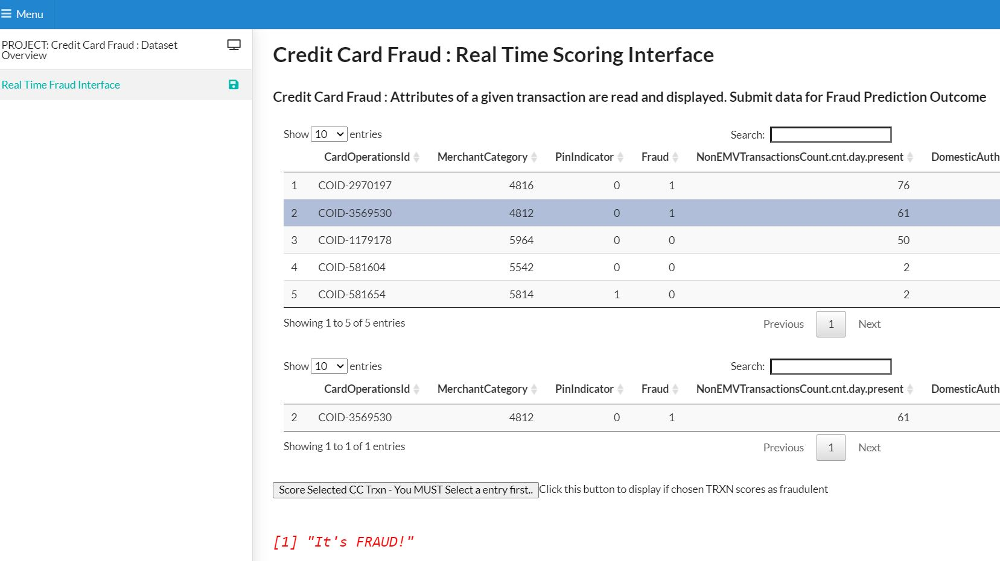 Menu
PROJECT: Credit Card Fraud : Dataset
Overview
Real Time Fraud Interface
Credit Card Fraud : Real Time Scoring Interface
Credit Card Fraud : Attributes of a given transaction are read and displayed. Submit data for Fraud Prediction Outcome
Show 10 entries Search:
CardOperationsId MerchantCategory PinIndicator Fraud NonEMVTransactionsCount.cnt.day.present DomesticAuth
1 COID-2970197 4816 0 1 76
2 COID-3569530 4812 0 1 61
3 COID-1179178 5964 0 0 50
4 COID-581604 5542 0 0 2
5 COID-581654 5814 1 0 2
Showing 1 to 5 of 5 entries Previous 1 Next
Show 10 entries Search:
CardOperationsId MerchantCategory PinIndicator Fraud NonEMVTransactionsCount.cnt.day.present DomesticAuth
2 COID-3569530 4812 0 1 61
Showing 1 to 1 of 1 entries Previous 1 Next
Score Selected CC Trxn - You MUST Select a entry first.. Click this button to display if chosen TRXN scores as fraudulent
[1] "It's FRAUD!"